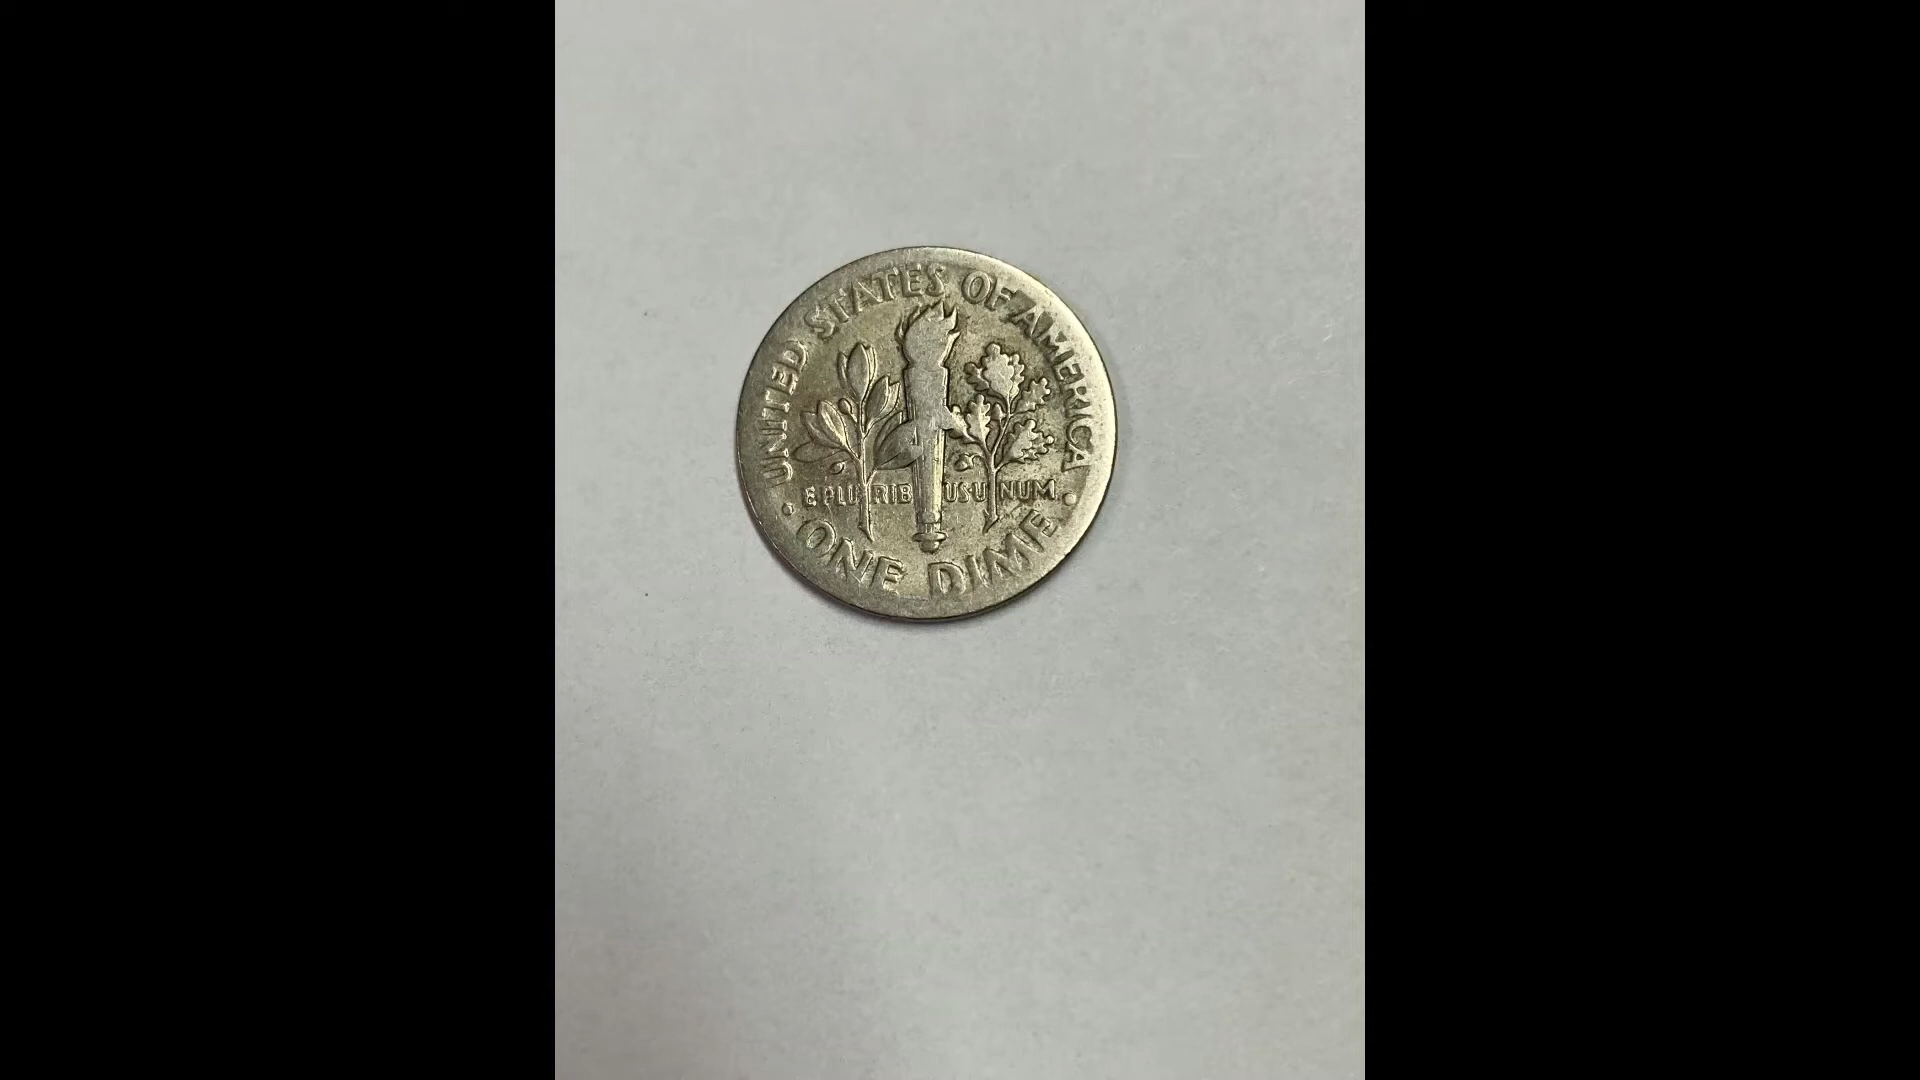 UNITED STATES OF AMERICA
E PLURIBUS UNUM
• ONE DIME •